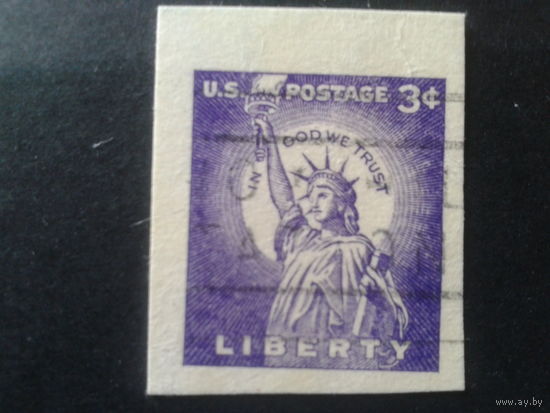 U.S. POSTAGE 3¢
IN GOD WE TRUST
LIBERTY
www.ay.by